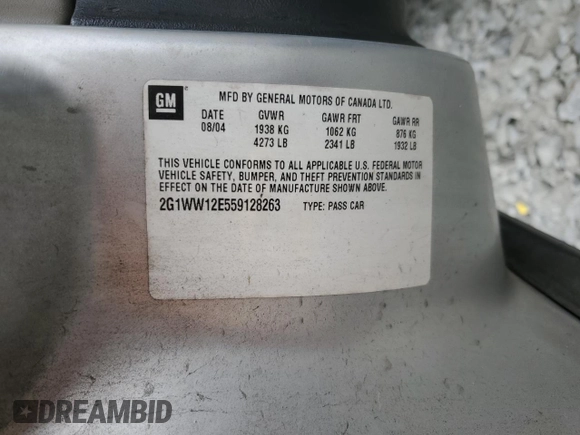 GM
MFD BY GENERAL MOTORS OF CANADA LTD.
DATE GVWR GAWR FRT GAWR RR
08/04 1938 KG 1062 KG 876 KG
4273 LB 2341 LB 1932 LB
THIS VEHICLE CONFORMS TO ALL APPLICABLE U.S. FEDERAL MOTOR
VEHICLE SAFETY, BUMPER, AND THEFT PREVENTION STANDARDS IN
EFFECT ON THE DATE OF MANUFACTURE SHOWN ABOVE.
2G1WW12E559128263 TYPE: PASS CAR
DREAMBID